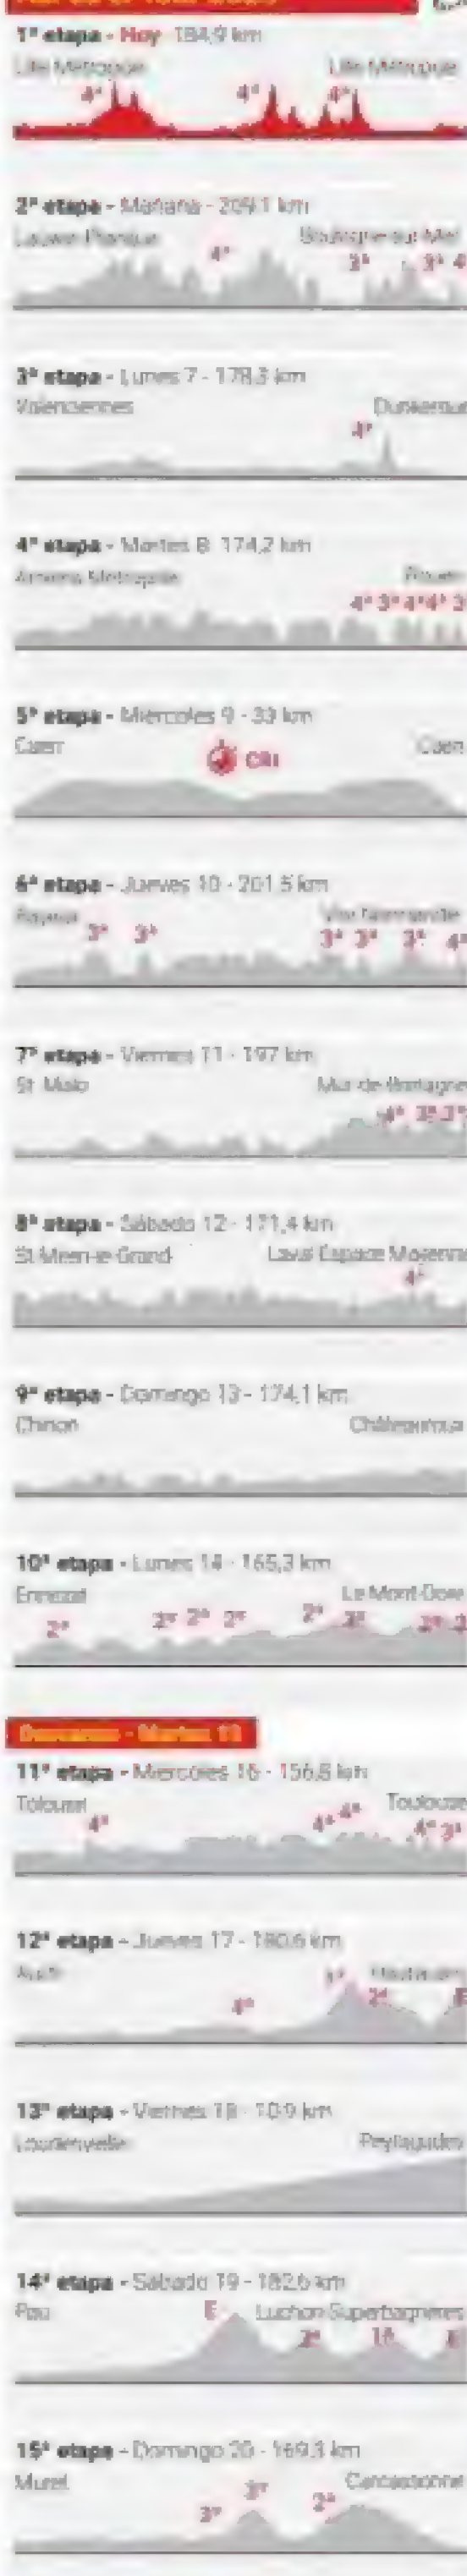 1ª etapa - Hoy 184,9 km
Lille Métropole Lille Métropole
4ª 4ª 4ª
2ª etapa - Mañana - 209,1 km
Lauwin-Planque Boulogne-sur-Mer
4ª 3ª 3ª 4
3ª etapa - Lunes 7 - 178,3 km
Valenciennes Dunkerque
4ª
4ª etapa - Martes 8 174,2 km
Amiens Métropole Rouen
4ª 3ª 4ª 4ª 3
5ª etapa - Miércoles 9 - 33 km
Caen Caen
CRI
6ª etapa - Jueves 10 - 201,5 km
Bayeux Vire Normandie
3ª 3ª 3ª 3ª 3ª 4ª
7ª etapa - Viernes 11 - 197 km
St. Malo Mur-de-Bretagne
4ª 3ª 3ª
8ª etapa - Sábado 12 - 171,4 km
St-Méen-le-Grand Laval Espace Mayenne
4ª
9ª etapa - Domingo 13 - 174,1 km
Chinon Châteauroux
10ª etapa - Lunes 14 - 165,3 km
Ennezat Le Mont-Dore
2ª 2ª 2ª 2ª 2ª 3ª 2ª
Descanso - Martes 15
11ª etapa - Miércoles 16 - 156,8 km
Toulouse
4ª 4ª 4ª 4ª 3ª
12ª etapa - Jueves 17 - 180,6 km
Auch Hautacam
4ª 1ª 2ª E
13ª etapa - Viernes 18 - 10,9 km
Loudenvielle Peyragudes
14ª etapa - Sábado 19 - 182,6 km
Pau E Luchon-Superbagnères
2ª 1ª E
15ª etapa - Domingo 20 - 169,3 km
Muret Carcassonne
3ª 3ª 2ª